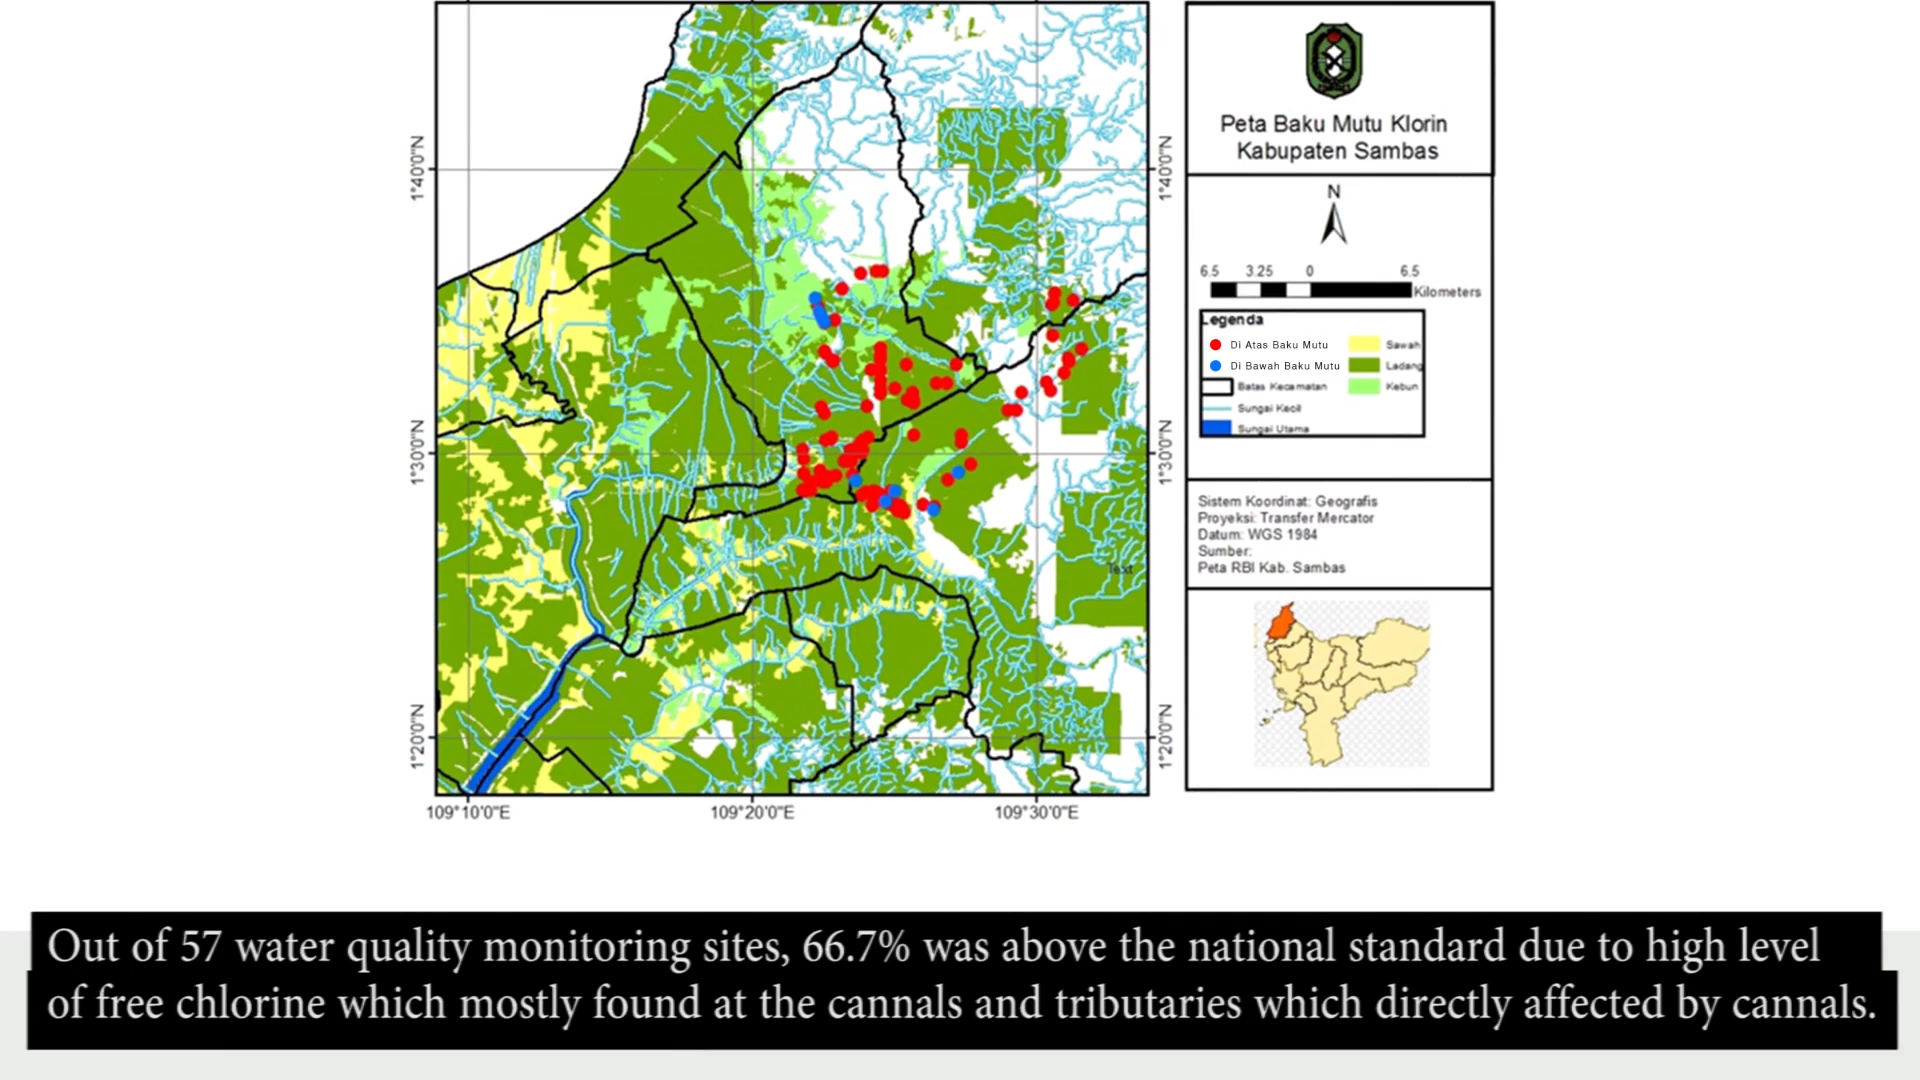 Peta Baku Mutu Klorin
Kabupaten Sambas
N
6.5 3.25 0 6.5
Kilometers
Legenda
Di Atas Baku Mutu
Sawah
Di Bawah Baku Mutu
Ladang
Batas Kecamatan
Kebun
Sungai Kecil
Sungai Utama
Sistem Koordinat: Geografis
Proyeksi: Transfer Mercator
Datum: WGS 1984
Sumber:
Peta RBI Kab. Sambas
1°40'0"N
1°40'0"N
1°30'0"N
1°30'0"N
Text
1°20'0"N
1°20'0"N
109°10'0"E 109°20'0"E 109°30'0"E
Out of 57 water quality monitoring sites, 66.7% was above the national standard due to high level
of free chlorine which mostly found at the cannals and tributaries which directly affected by cannals.